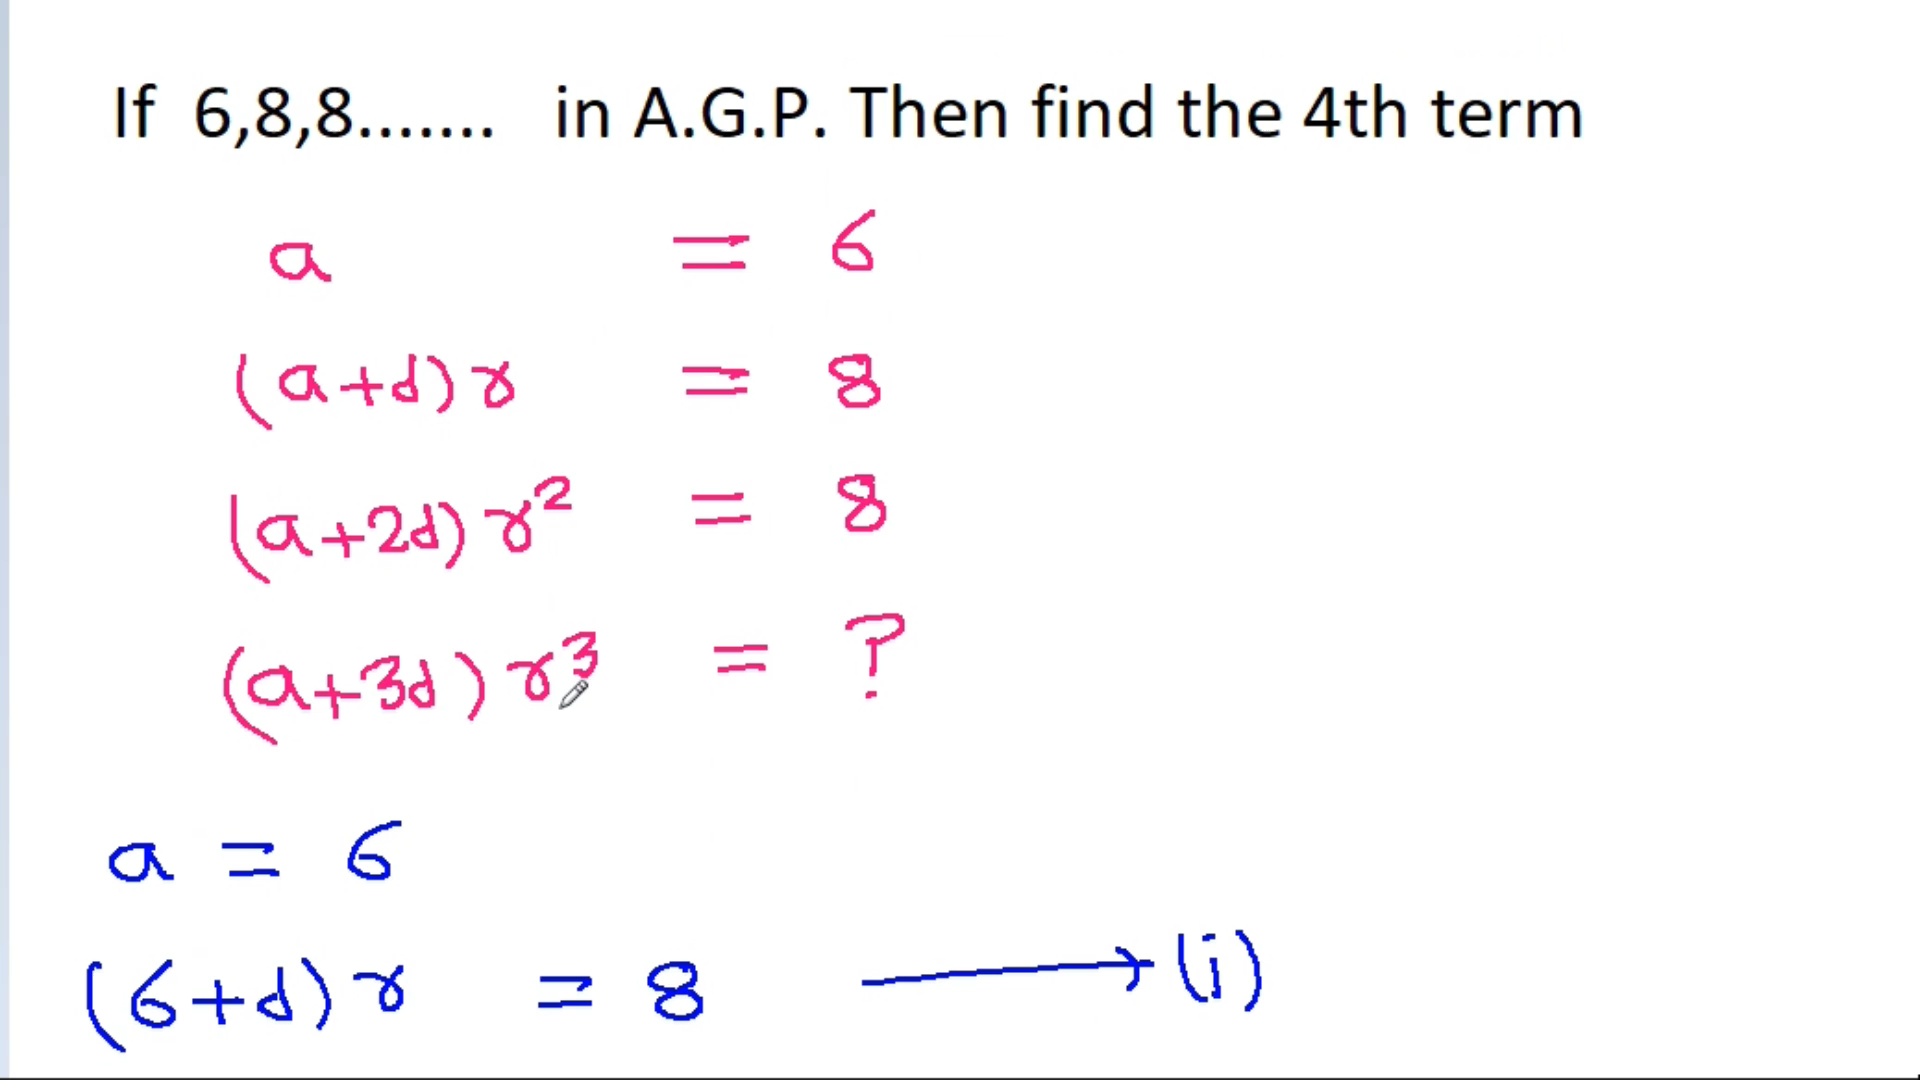 If 6,8,8....... in A.G.P. Then find the 4th term
a = 6
(a+d)r = 8
(a+2d)r² = 8
(a+3d)r³ = ?
a = 6
(6+d)r = 8 ⟶ (i)